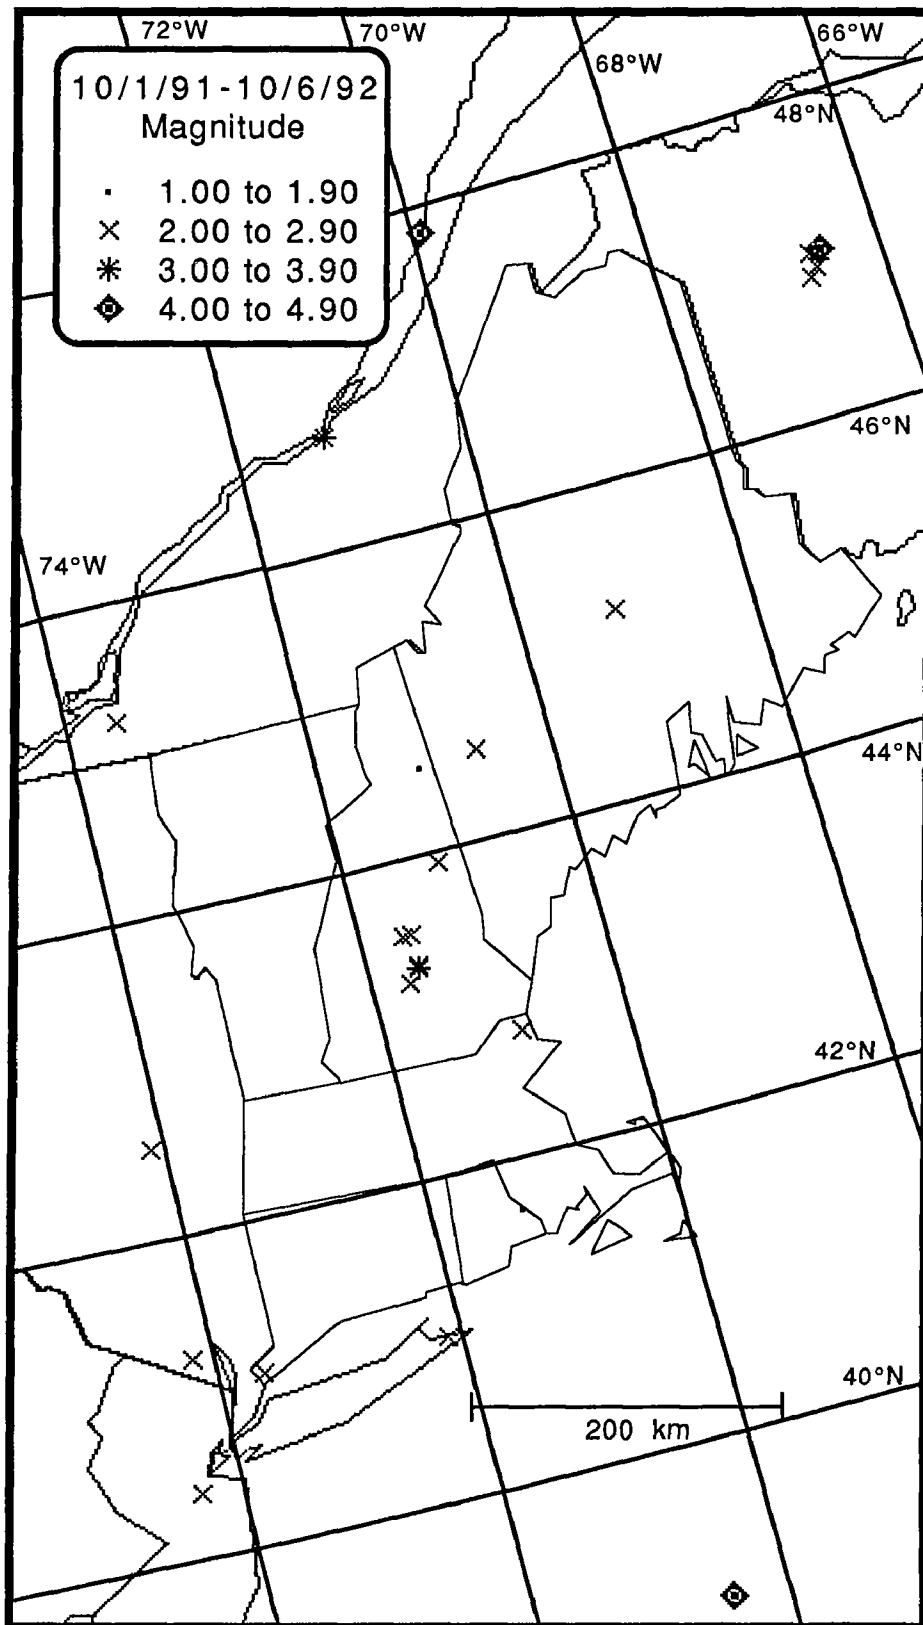 72°W
70°W
66°W
68°W
10/1/91-10/6/92
Magnitude
48°N
1.00 to 1.90
2.00 to 2.90
3.00 to 3.90
4.00 to 4.90
46°N
74°W
44°N
42°N
40°N
200 km